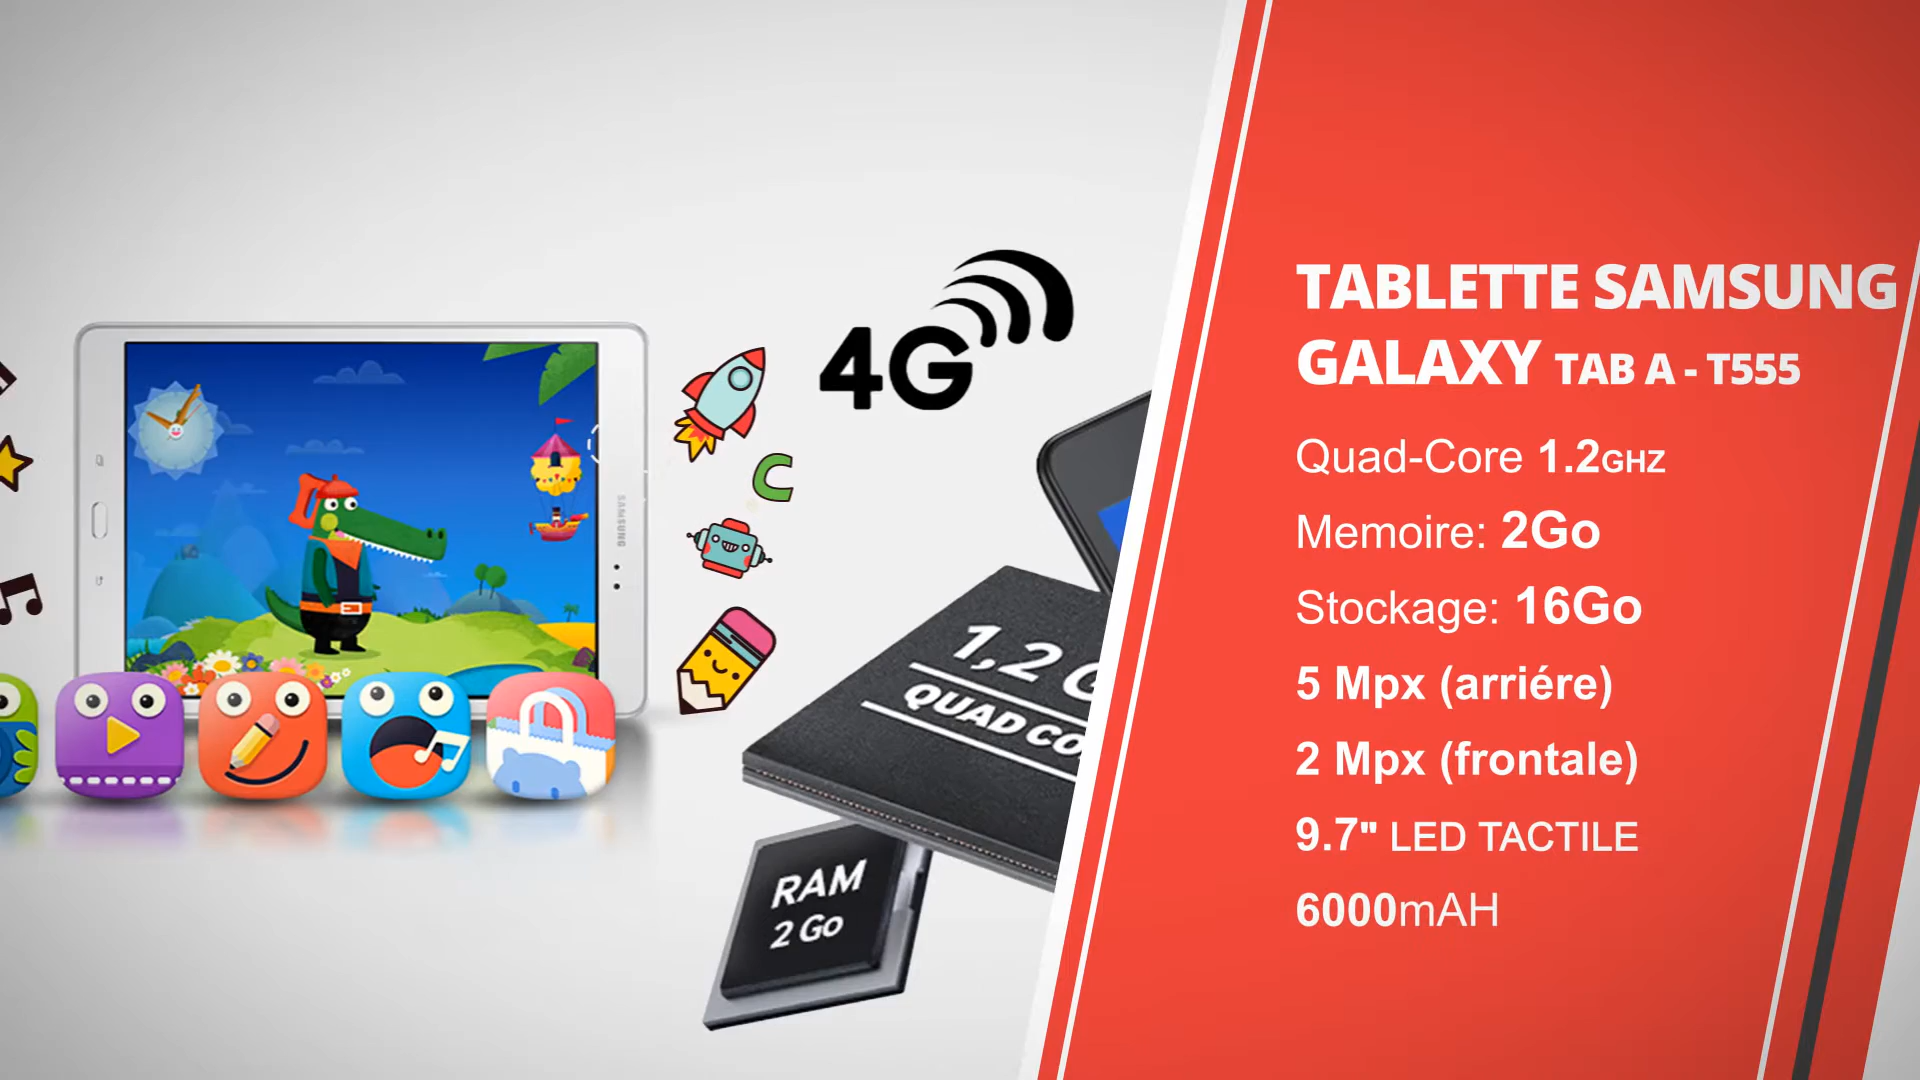 4G
SAMSUNG
C
1,2 G
QUAD CO
RAM
2 Go
TABLETTE SAMSUNG
GALAXY TAB A - T555
Quad-Core 1.2GHZ
Memoire: 2Go
Stockage: 16Go
5 Mpx (arriére)
2 Mpx (frontale)
9.7" LED TACTILE
6000mAH